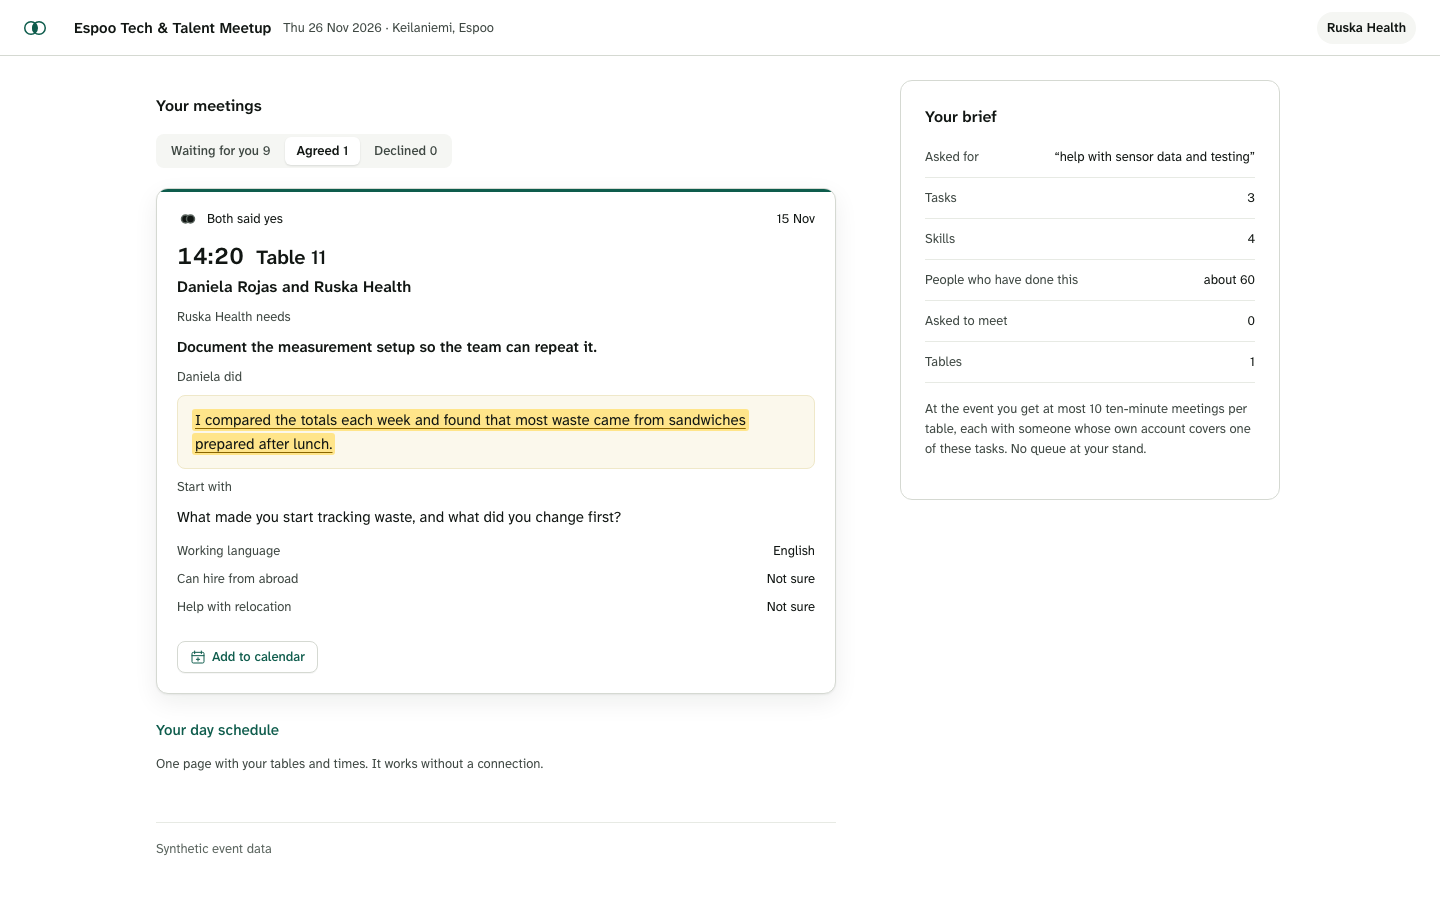 Espoo Tech & Talent Meetup Thu 26 Nov 2026 · Keilaniemi, Espoo
Ruska Health
Your meetings
Waiting for you 9 Agreed 1 Declined 0
Both said yes 15 Nov
14:20 Table 11
Daniela Rojas and Ruska Health
Ruska Health needs
Document the measurement setup so the team can repeat it.
Daniela did
I compared the totals each week and found that most waste came from sandwiches
prepared after lunch.
Start with
What made you start tracking waste, and what did you change first?
Working language English
Can hire from abroad Not sure
Help with relocation Not sure
Add to calendar
Your day schedule
One page with your tables and times. It works without a connection.
Synthetic event data
Your brief
Asked for “help with sensor data and testing”
Tasks 3
Skills 4
People who have done this about 60
Asked to meet 0
Tables 1
At the event you get at most 10 ten-minute meetings per
table, each with someone whose own account covers one
of these tasks. No queue at your stand.